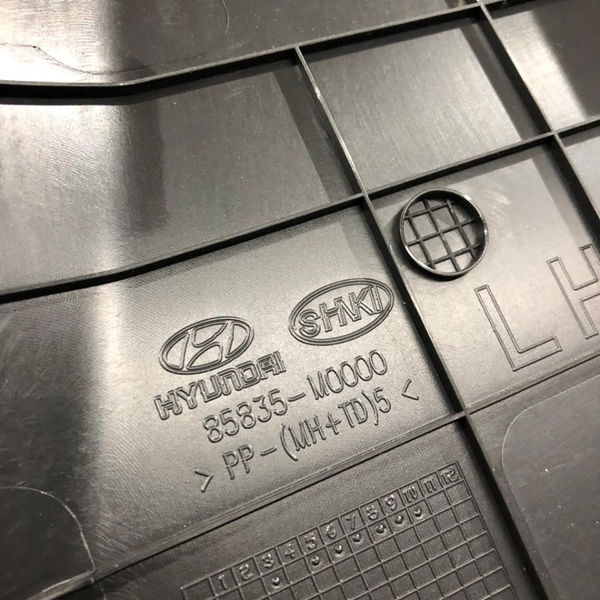 SHNKI
HYUNDAI
85835-M0000
> PP-(MH+TD)5 <
LH
1 2 3 4 5 6 7 8 9 10 11 12